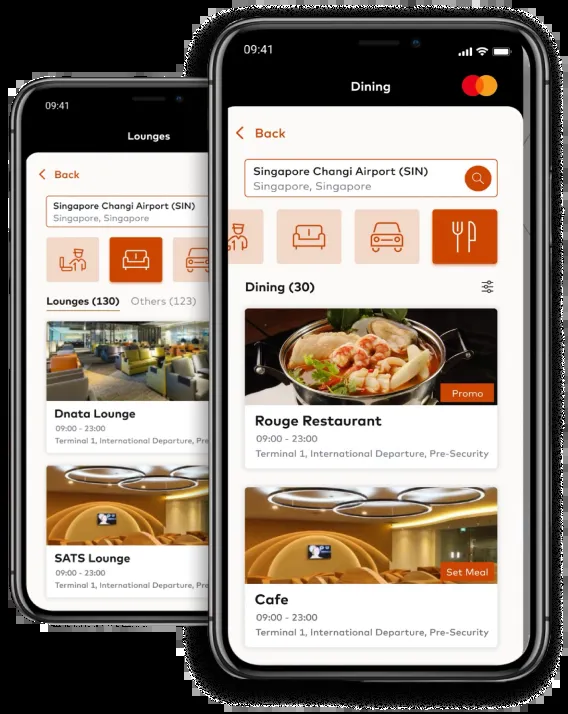 09:41
Lounges
Back
Singapore Changi Airport (SIN)
Singapore, Singapore
Lounges (130) Others (123)
Dnata Lounge
09:00 - 23:00
Terminal 1, International Departure, Pre
SATS Lounge
09:00 - 23:00
Terminal 1, International Departure, Pre
09:41
Dining
Back
Singapore Changi Airport (SIN)
Singapore, Singapore
Dining (30)
Promo
Rouge Restaurant
09:00 - 23:00
Terminal 1, International Departure, Pre-Security
Set Meal
Cafe
09:00 - 23:00
Terminal 1, International Departure, Pre-Security